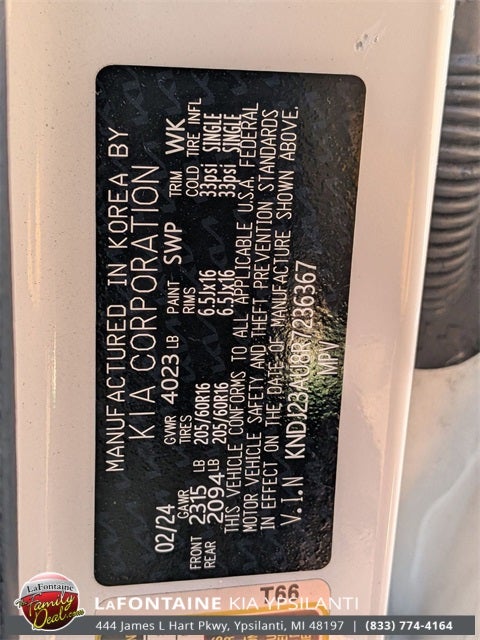 MANUFACTURED IN KOREA BY
KIA CORPORATION
02/24 GVWR 4023 LB PAINT SWP TRIM WK
GAWR TIRES RIMS COLD TIRE INFL
FRONT 2315 LB 205/60R16 6.5Jx16 33psi SINGLE
REAR 2094 LB 205/60R16 6.5Jx16 33psi SINGLE
THIS VEHICLE CONFORMS TO ALL APPLICABLE U.S.A. FEDERAL
MOTOR VEHICLE SAFETY AND THEFT PREVENTION STANDARDS
IN EFFECT ON THE DATE OF MANUFACTURE SHOWN ABOVE.
V.I.N KNDJ23AU8R7236367
MPV
T66
LaFontaine
Family
Deal.com
LAFONTAINE KIA YPSILANTI
444 James L Hart Pkwy, Ypsilanti, MI 48197 | (833) 774-4164